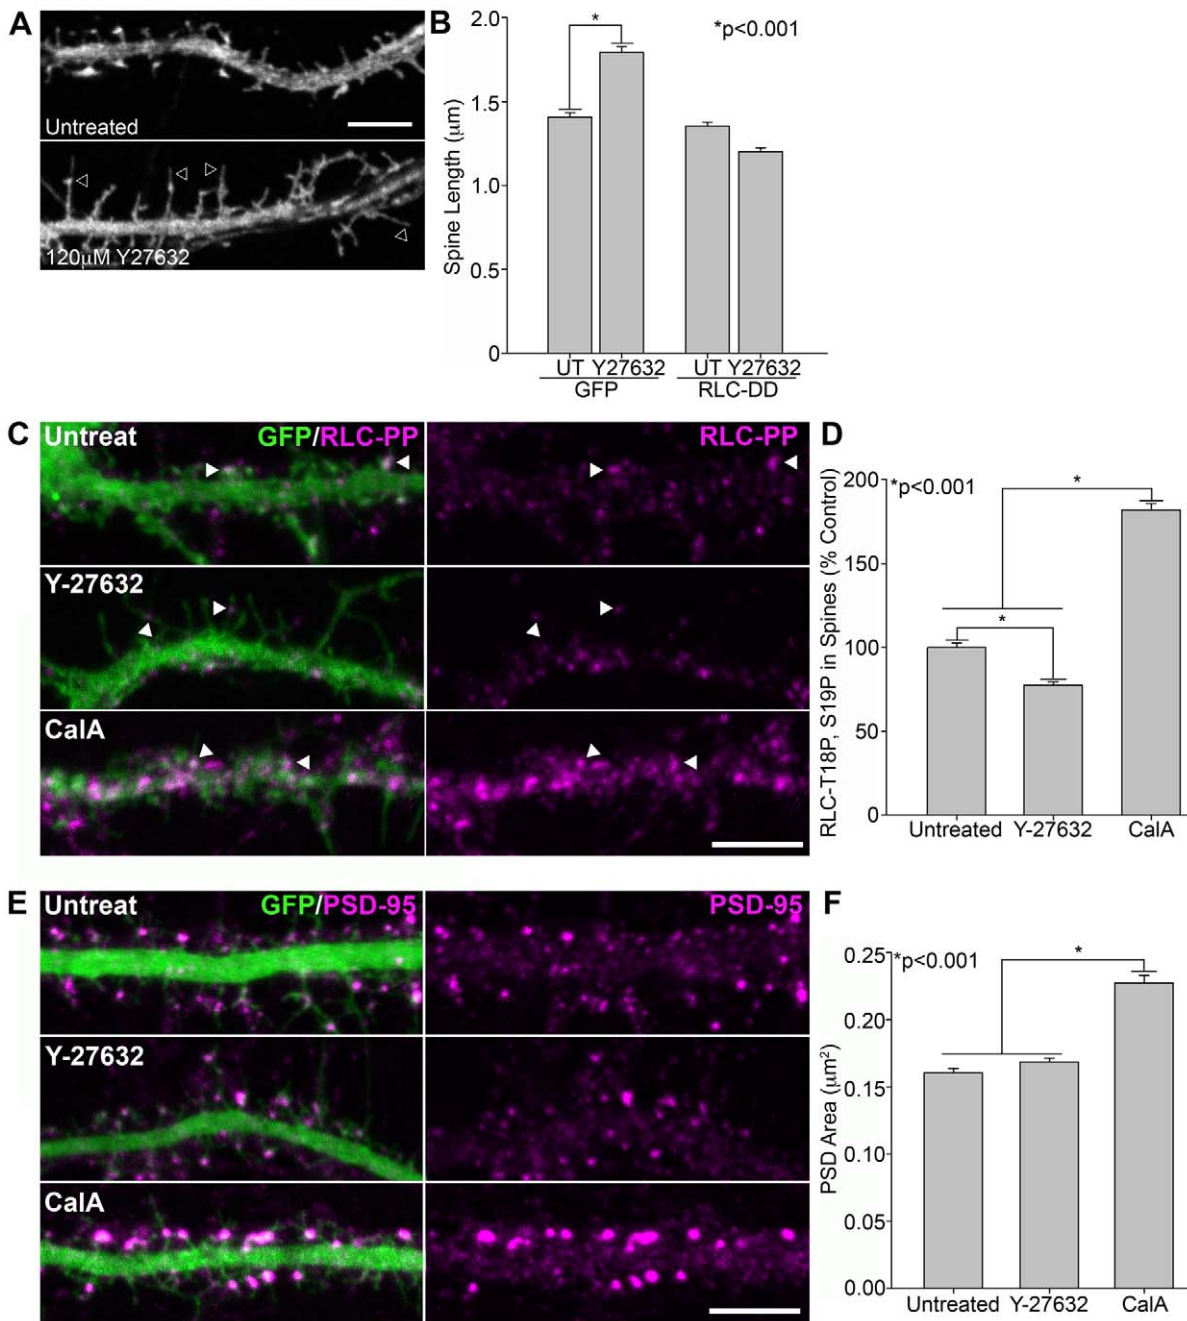 A
Untreated
120μM Y27632
B
*p<0.001
*
Spine Length (μm)
2.0
1.5
1.0
0.5
0
UT Y27632
UT Y27632
GFP
RLC-DD
C
Untreat
GFP/RLC-PP
RLC-PP
Y-27632
CalA
D
*p<0.001
*
*
RLC-T18P, S19P in Spines (% Control)
200
150
100
50
0
Untreated
Y-27632
CalA
E
Untreat
GFP/PSD-95
PSD-95
Y-27632
CalA
F
*p<0.001
*
PSD Area (μm²)
0.25
0.20
0.15
0.10
0.05
0.00
Untreated
Y-27632
CalA